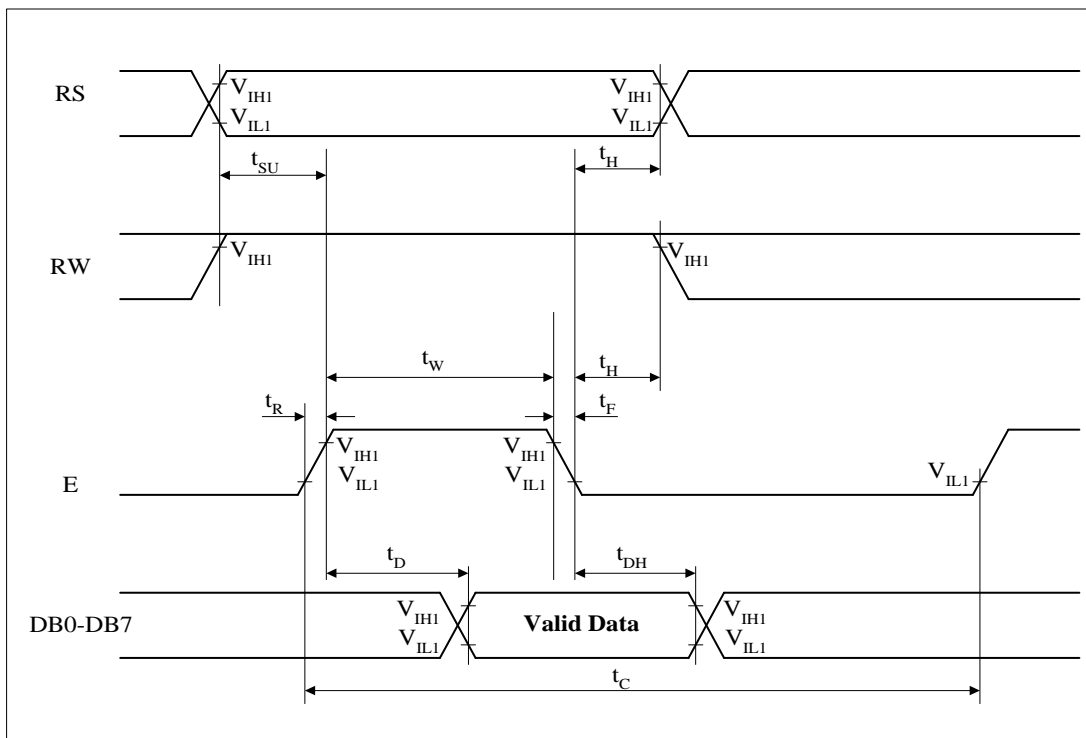 RS
V_IH1 V_IH1
V_IL1 V_IL1
t_SU t_H
RW
V_IH1 V_IH1
t_W t_H
t_R t_F
E
V_IH1 V_IH1
V_IL1 V_IL1 V_IL1
t_D t_DH
DB0-DB7
V_IH1 Valid Data V_IH1
V_IL1 V_IL1
t_C